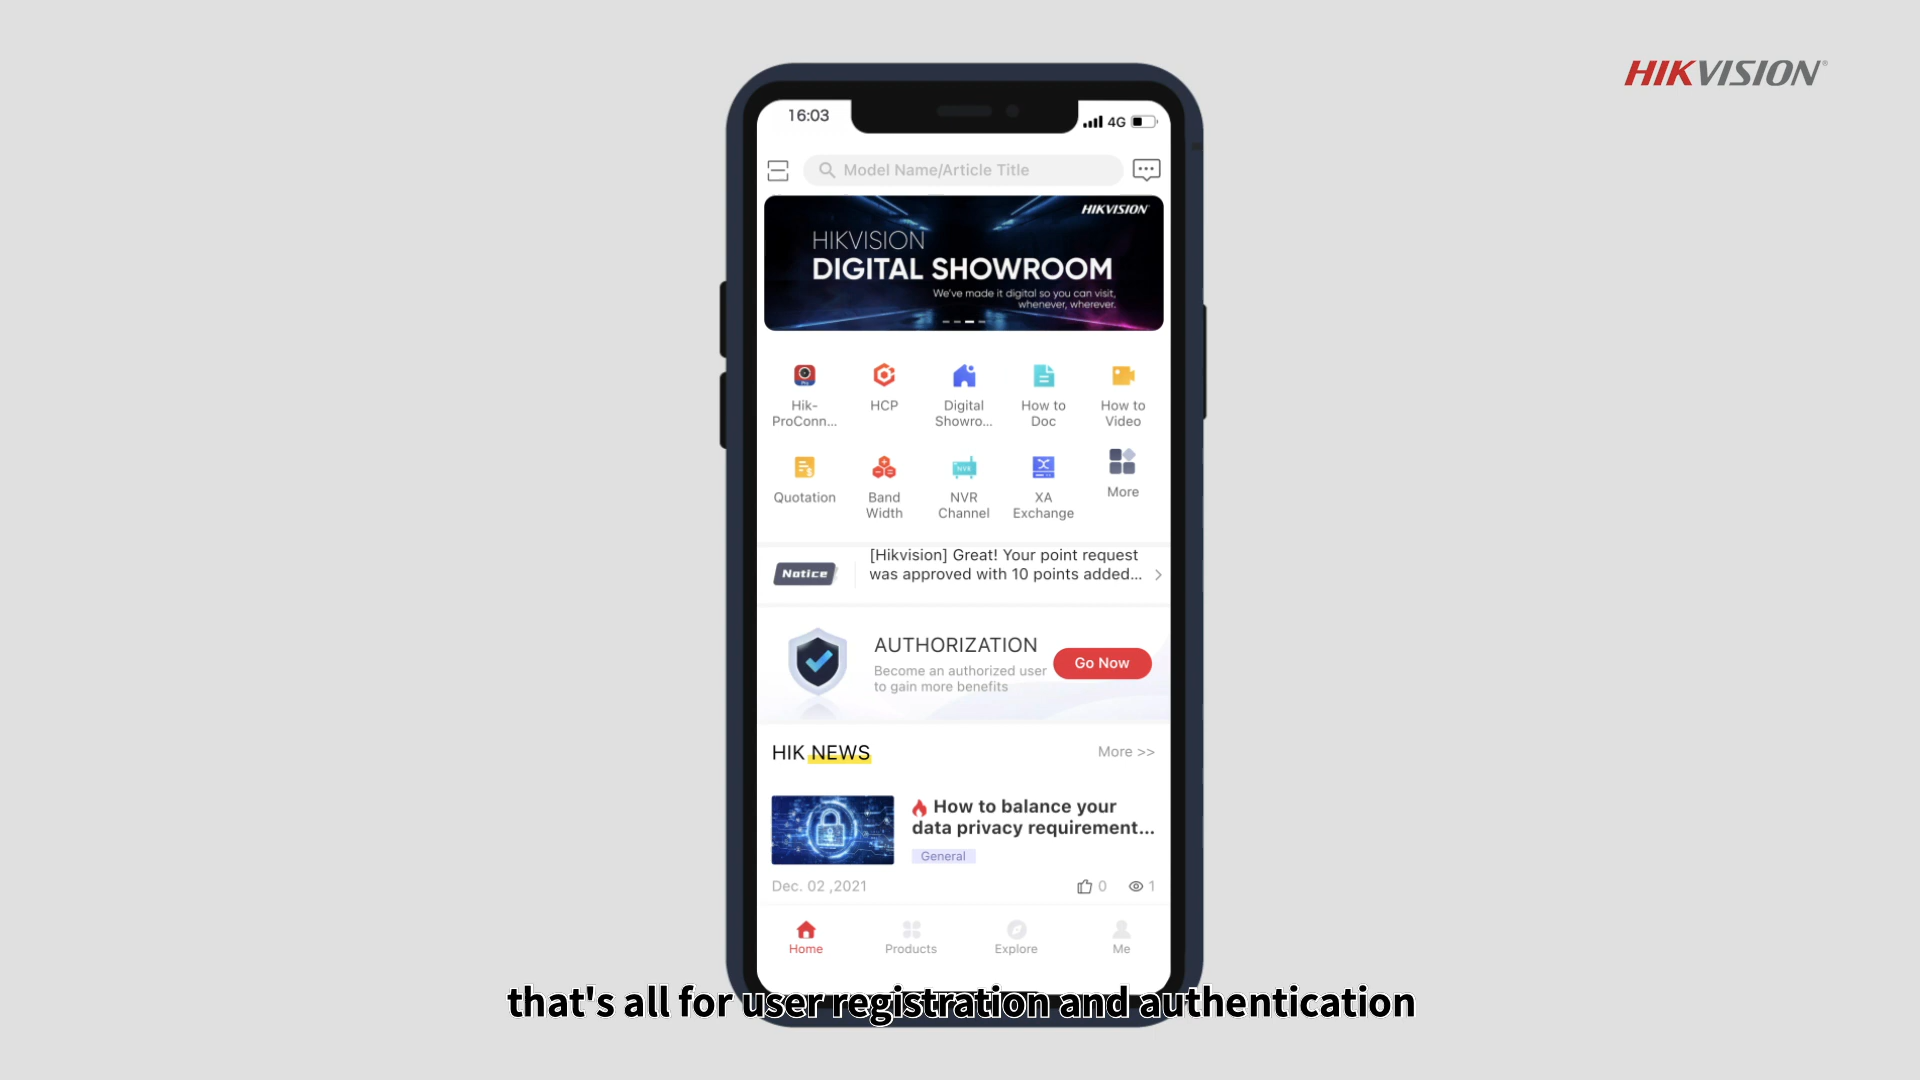 HIKVISION
16:03
4G
Model Name/Article Title
HIKVISION
HIKVISION
DIGITAL SHOWROOM
We've made it digital so you can visit,
whenever, wherever.
Hik-
ProConn...
HCP
Digital
Showro...
How to
Doc
How to
Video
Quotation
Band
Width
NVR
NVR
Channel
XA
Exchange
More
Notice
[Hikvision] Great! Your point request
was approved with 10 points added...
AUTHORIZATION
Become an authorized user
to gain more benefits
Go Now
HIK NEWS
More >>
How to balance your
data privacy requirement...
General
Dec. 02 ,2021
0
1
Home
Products
Explore
Me
that's all for user registration and authentication